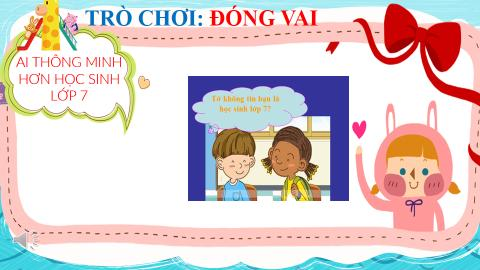 TRÒ CHƠI: ĐÓNG VAI
AI THÔNG MINH
HƠN HỌC SINH
LỚP 7
Tớ không tin bạn là
học sinh lớp 7?